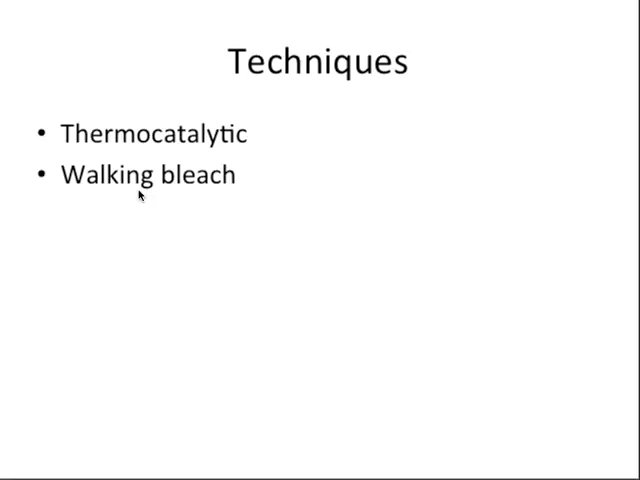 Techniques
• Thermocatalytic
• Walking bleach